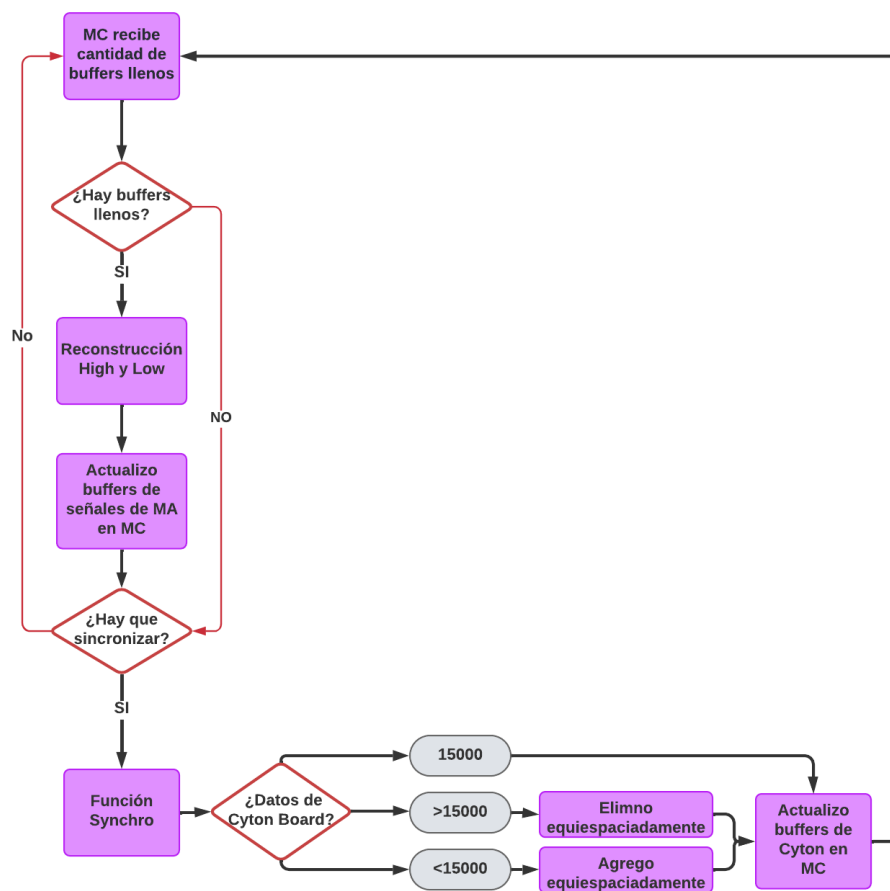 MC recibe
cantidad de
buffers llenos
¿Hay buffers
llenos?
SI
No
Reconstrucción
High y Low
NO
Actualizo
buffers de
señales de MA
en MC
¿Hay que
sincronizar?
SI
Función
Synchro
¿Datos de
Cyton Board?
15000
>15000
<15000
Elimno
equiespaciadamente
Agrego
equiespaciadamente
Actualizo
buffers de
Cyton en
MC